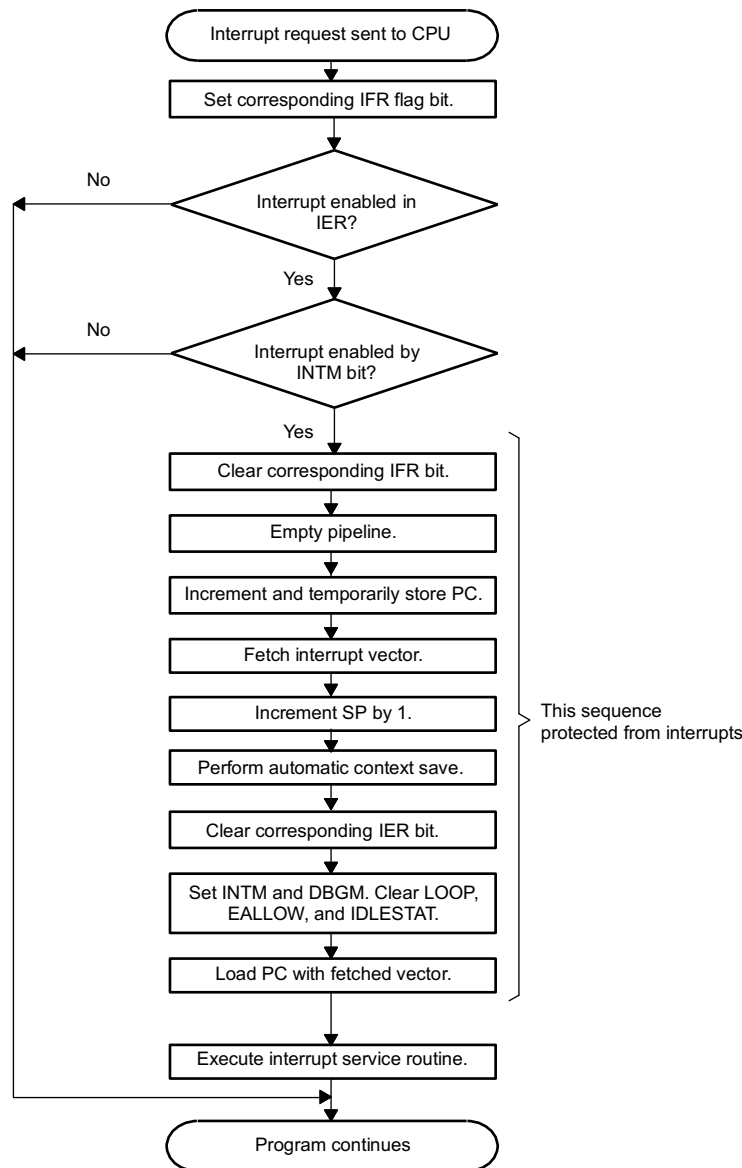 Interrupt request sent to CPU
Set corresponding IFR flag bit.
No
Interrupt enabled in
IER?
Yes
No
Interrupt enabled by
INTM bit?
Yes
Clear corresponding IFR bit.
Empty pipeline.
Increment and temporarily store PC.
Fetch interrupt vector.
Increment SP by 1.
This sequence
protected from interrupts
Perform automatic context save.
Clear corresponding IER bit.
Set INTM and DBGM. Clear LOOP,
EALLOW, and IDLESTAT.
Load PC with fetched vector.
Execute interrupt service routine.
Program continues